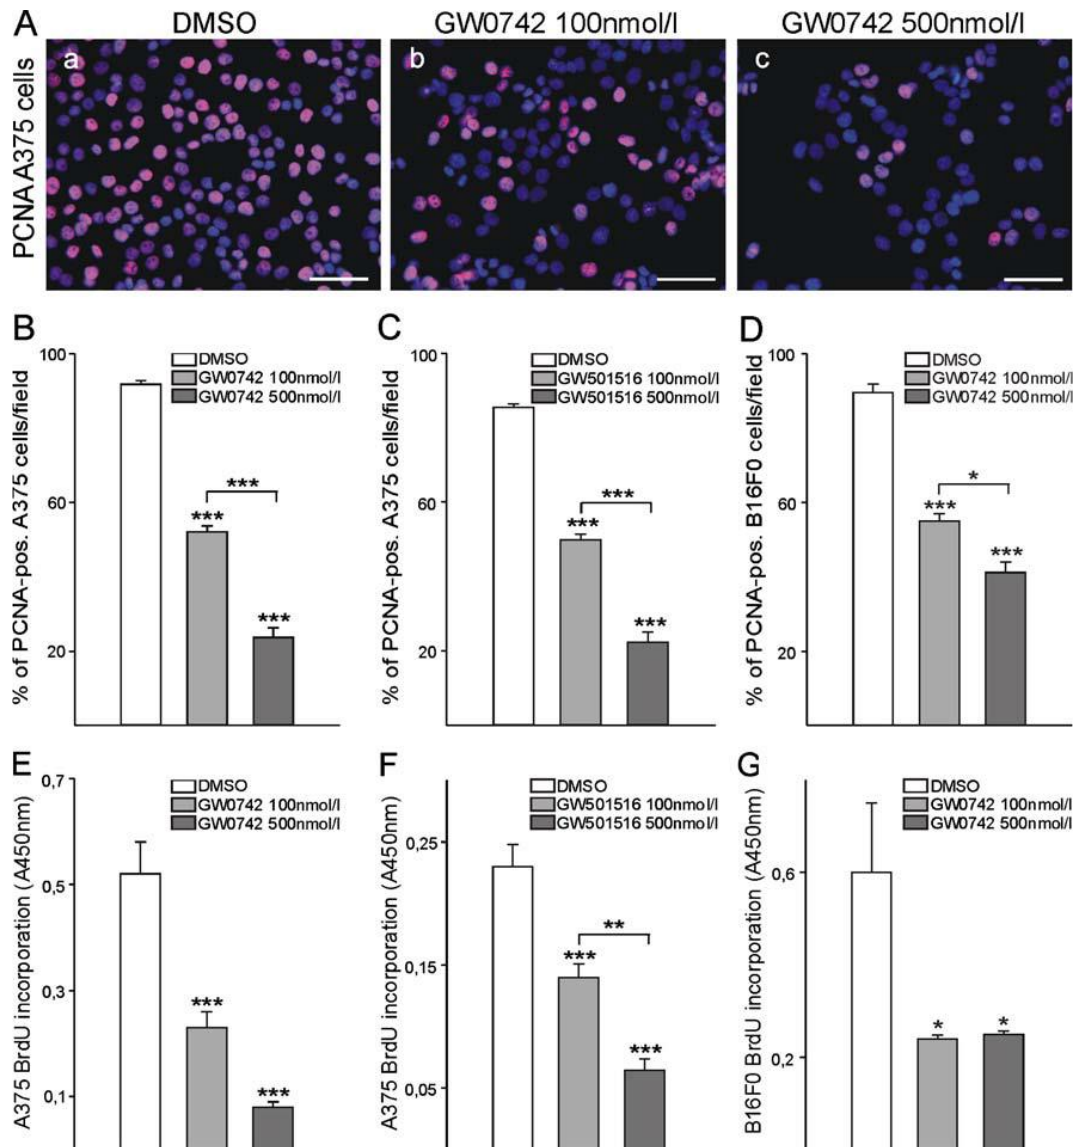 A
DMSO
GW0742 100nmol/l
GW0742 500nmol/l
PCNAA375 cells
a
b
c
B
% of PCNA-pos. A375 cells/field
100
60
20
DMSO
GW0742 100nmol/l
GW0742 500nmol/l
***
***
***
C
% of PCNA-pos. A375 cells/field
100
60
20
DMSO
GW501516 100nmol/l
GW501516 500nmol/l
***
***
***
D
% of PCNA-pos. B16F0 cells/field
100
60
20
DMSO
GW0742 100nmol/l
GW0742 500nmol/l
*
***
***
E
A375 BrdU incorporation (A450nm)
0,7
0,5
0,3
0,1
DMSO
GW0742 100nmol/l
GW0742 500nmol/l
***
***
F
A375 BrdU incorporation (A450nm)
0,25
0,15
0,05
DMSO
GW501516 100nmol/l
GW501516 500nmol/l
**
***
***
G
B16F0 BrdU incorporation (A450nm)
0,6
0,2
DMSO
GW0742 100nmol/l
GW0742 500nmol/l
*
*